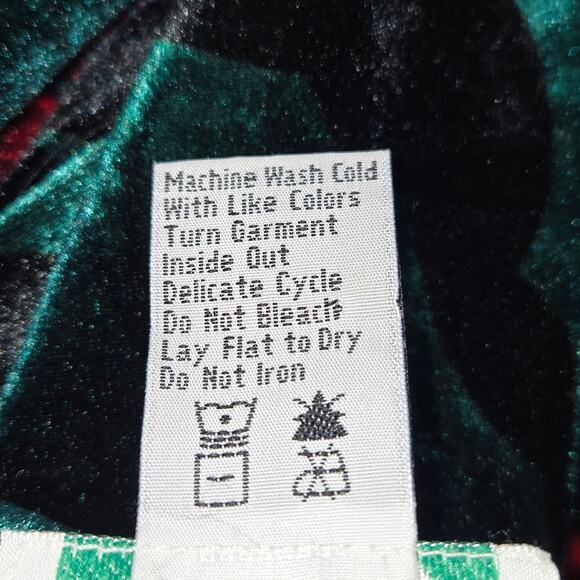 Machine Wash Cold
With Like Colors
Turn Garment
Inside Out
Delicate Cycle
Do Not Bleach
Lay Flat to Dry
Do Not Iron